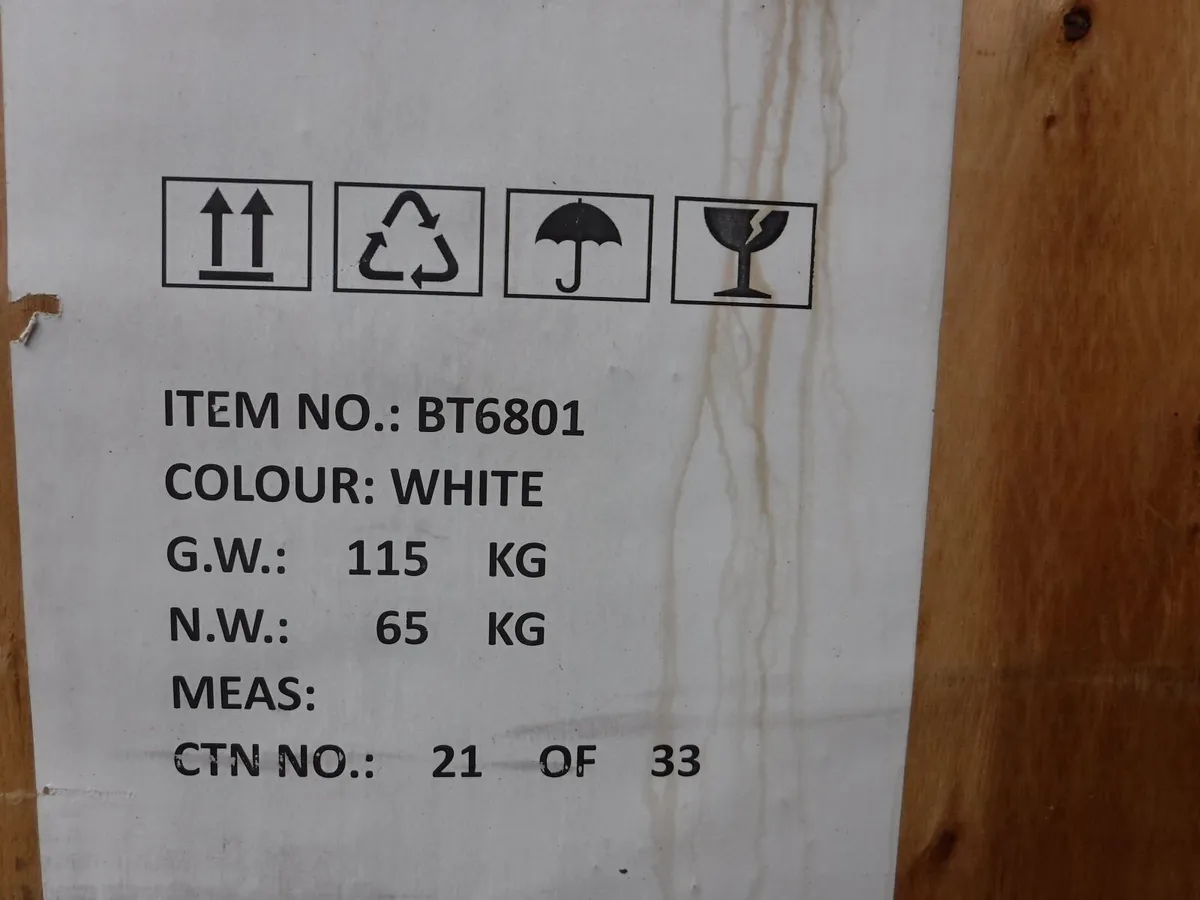 ITEM NO.: BT6801
COLOUR: WHITE
G.W.: 115 KG
N.W.: 65 KG
MEAS:
CTN NO.: 21 OF 33